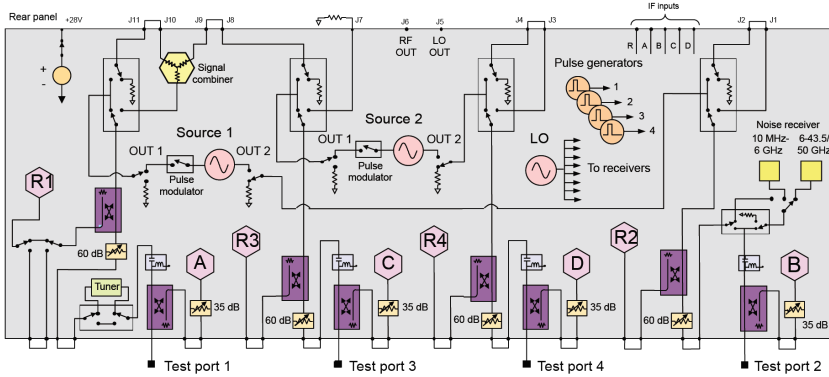 Rear panel
+28V
J11
J10
J9
J8
J7
J6
RF
OUT
J5
LO
OUT
J4
J3
IF inputs
R
A
B
C
D
J2
J1
+
-
Signal
combiner
Pulse generators
1
2
3
4
Source 1
OUT 1
OUT 2
Pulse
modulator
Source 2
OUT 1
OUT 2
Pulse
modulator
LO
To receivers
Noise receiver
10 MHz-
6 GHz
50 GHz
R1
60 dB
Tuner
A
35 dB
R3
60 dB
C
35 dB
R4
60 dB
D
35 dB
R2
60 dB
B
35 dB
Test port 1
Test port 3
Test port 4
Test port 2